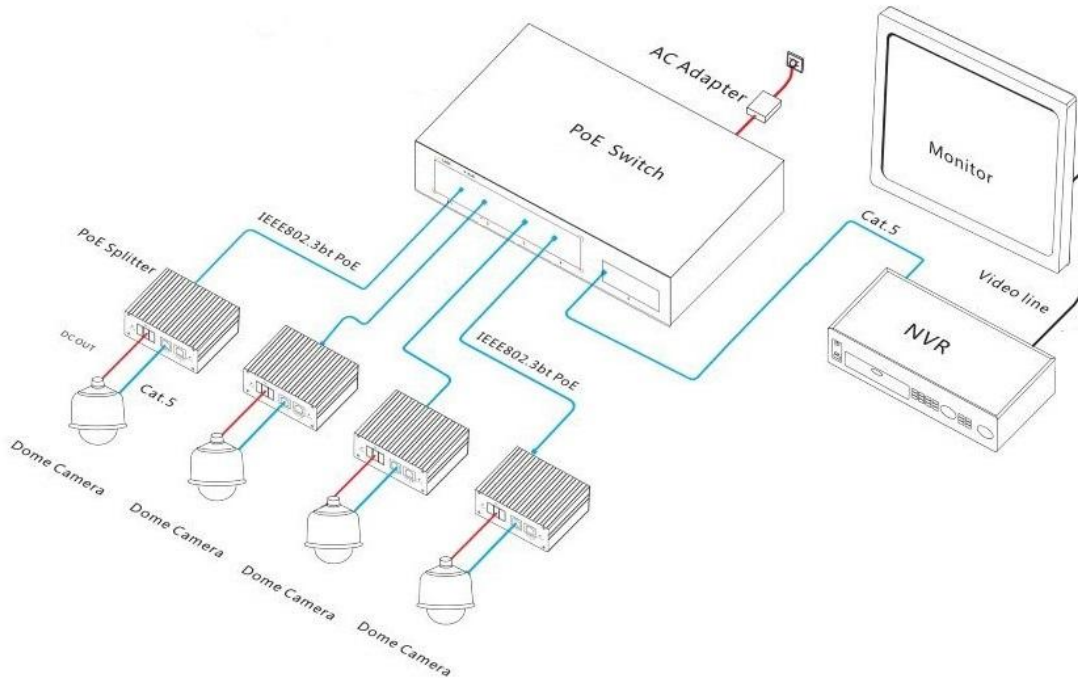 AC Adapter
PoE Switch
Monitor
IEEE802.3bt PoE
Cat.5
PoE Splitter
Video line
NVR
IEEE802.3bt PoE
DC OUT
Cat.5
Dome Camera
Dome Camera
Dome Camera
Dome Camera